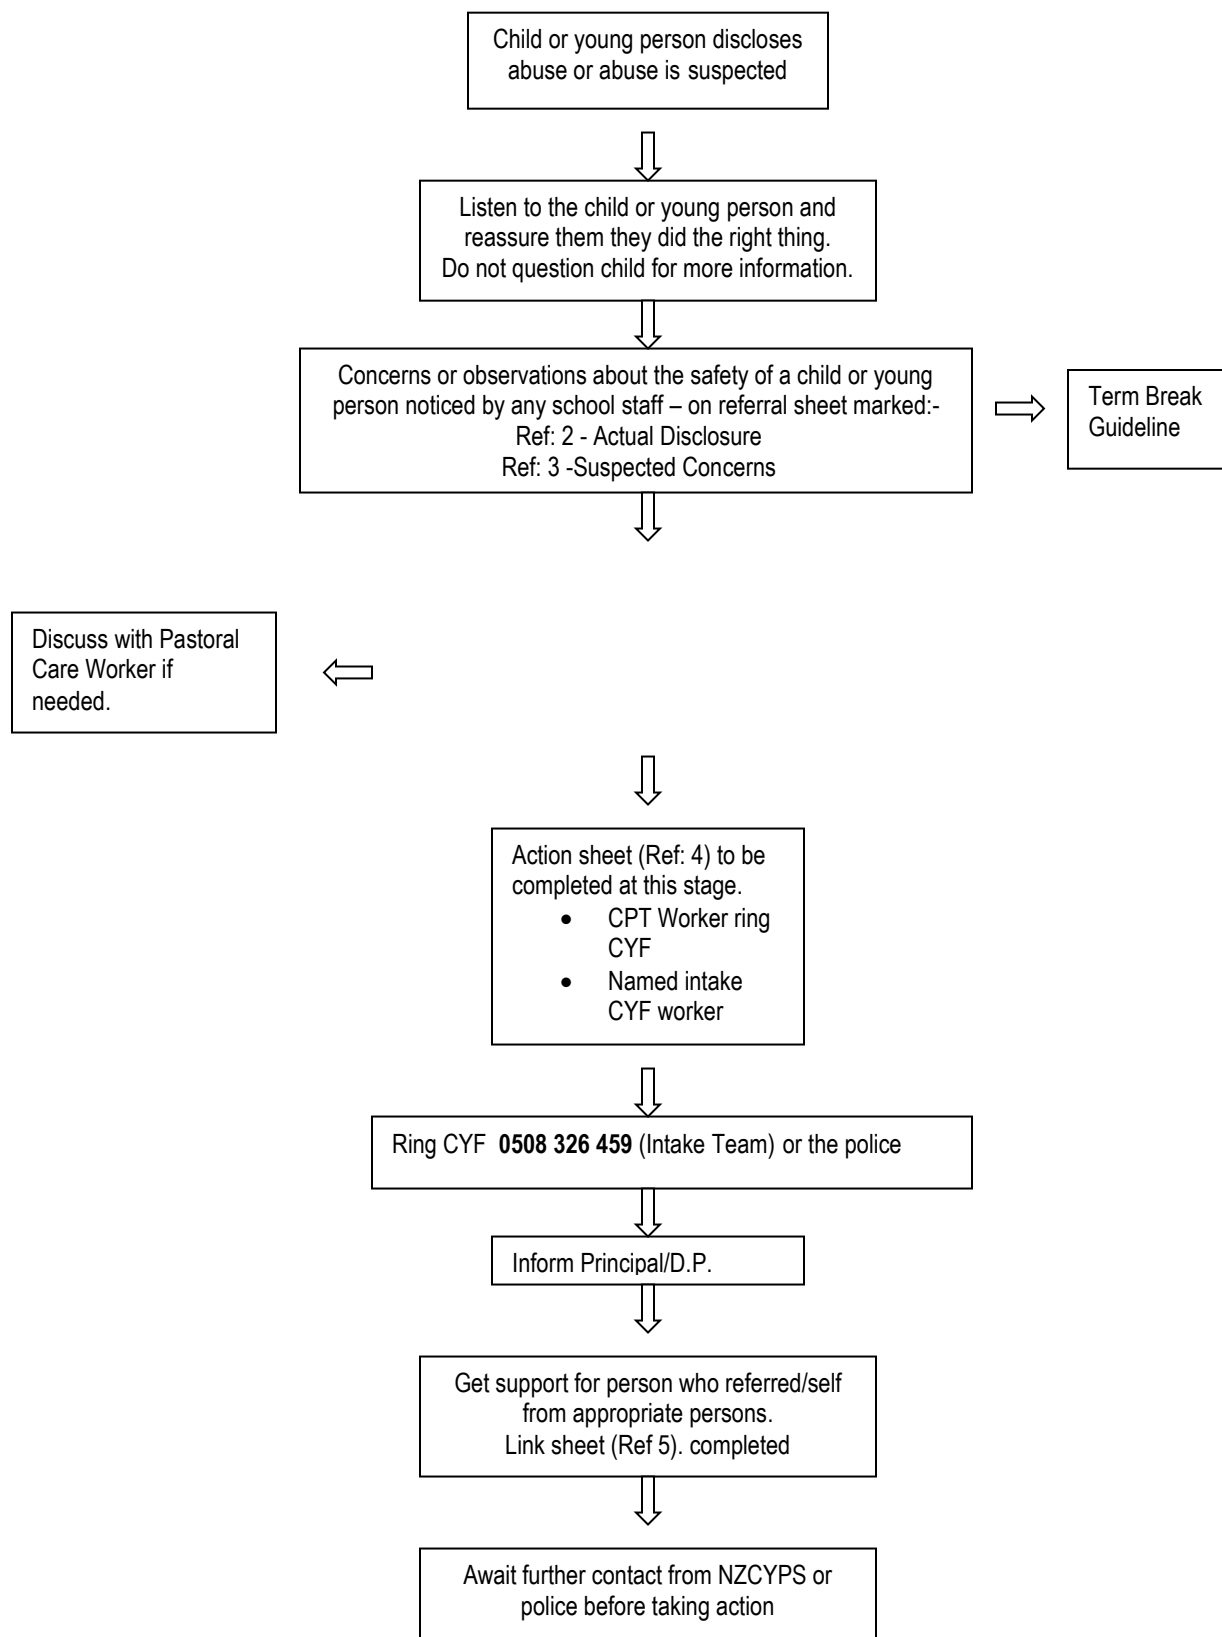 Child or young person discloses
abuse or abuse is suspected
Listen to the child or young person and
reassure them they did the right thing.
Do not question child for more information.
Concerns or observations about the safety of a child or young
person noticed by any school staff – on referral sheet marked:-
Ref: 2 - Actual Disclosure
Ref: 3 -Suspected Concerns
Term Break
Guideline
Discuss with Pastoral
Care Worker if
needed.
Action sheet (Ref: 4) to be
completed at this stage.
• CPT Worker ring
CYF
• Named intake
CYF worker
Ring CYF 0508 326 459 (Intake Team) or the police
Inform Principal/D.P.
Get support for person who referred/self
from appropriate persons.
Link sheet (Ref 5). completed
Await further contact from NZCYPS or
police before taking action